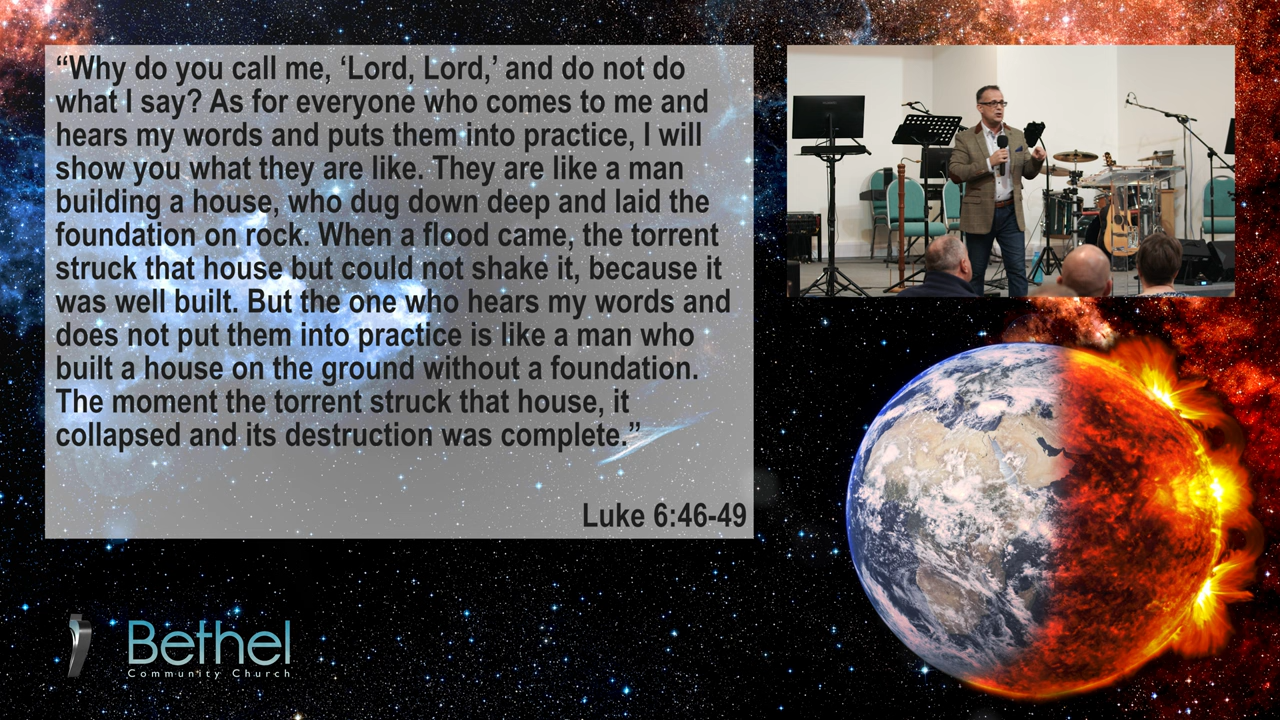 “Why do you call me, ‘Lord, Lord,’ and do not do
what I say? As for everyone who comes to me and
hears my words and puts them into practice, I will
show you what they are like. They are like a man
building a house, who dug down deep and laid the
foundation on rock. When a flood came, the torrent
struck that house but could not shake it, because it
was well built. But the one who hears my words and
does not put them into practice is like a man who
built a house on the ground without a foundation.
The moment the torrent struck that house, it
collapsed and its destruction was complete.”
Luke 6:46-49
Bethel
Community Church